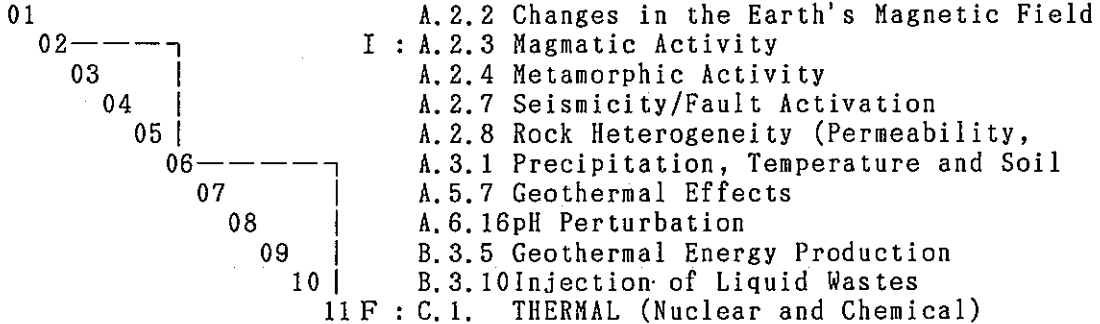 01 A.2.2 Changes in the Earth's Magnetic Field
02 I : A.2.3 Magmatic Activity
03 A.2.4 Metamorphic Activity
04 A.2.7 Seismicity/Fault Activation
05 A.2.8 Rock Heterogeneity (Permeability,
06 A.3.1 Precipitation, Temperature and Soil
07 A.5.7 Geothermal Effects
08 A.6.16pH Perturbation
09 B.3.5 Geothermal Energy Production
10 B.3.10Injection of Liquid Wastes
11 F : C.1. THERMAL (Nuclear and Chemical)